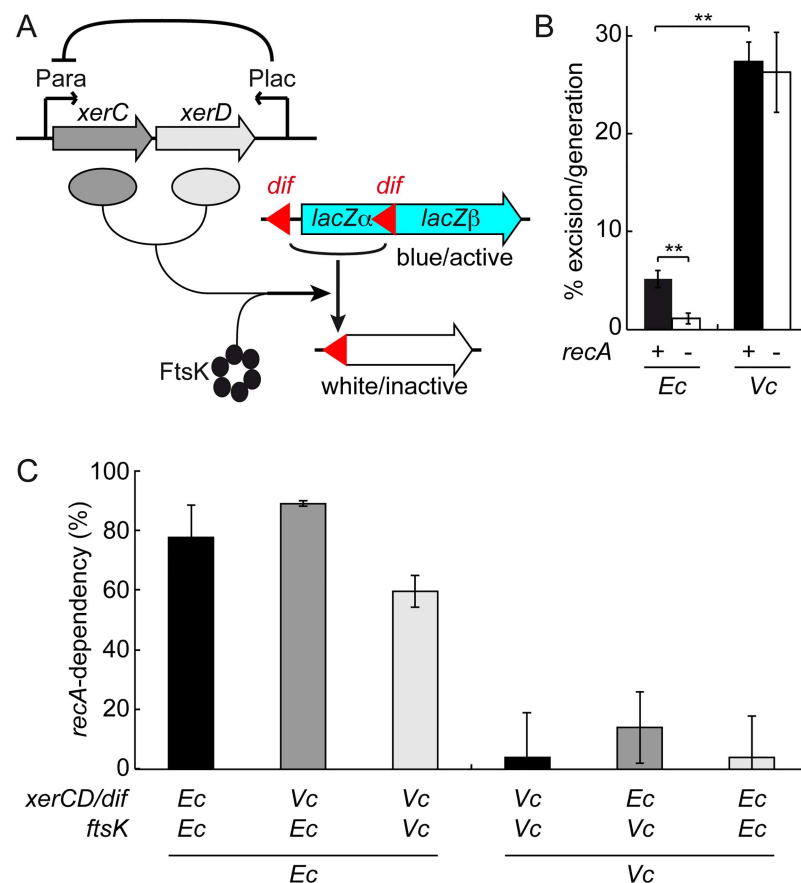 A
Para
Plac
xerC
xerD
dif
dif
lacZα
lacZβ
blue/active
FtsK
white/inactive
B
**
30
20
10
0
% excision/generation
**
recA + - + -
Ec Vc
C
100
80
60
40
20
0
recA-dependency (%)
xerCD/dif Ec Vc Vc Vc Ec Ec
ftsK Ec Ec Vc Vc Vc Ec
Ec Vc